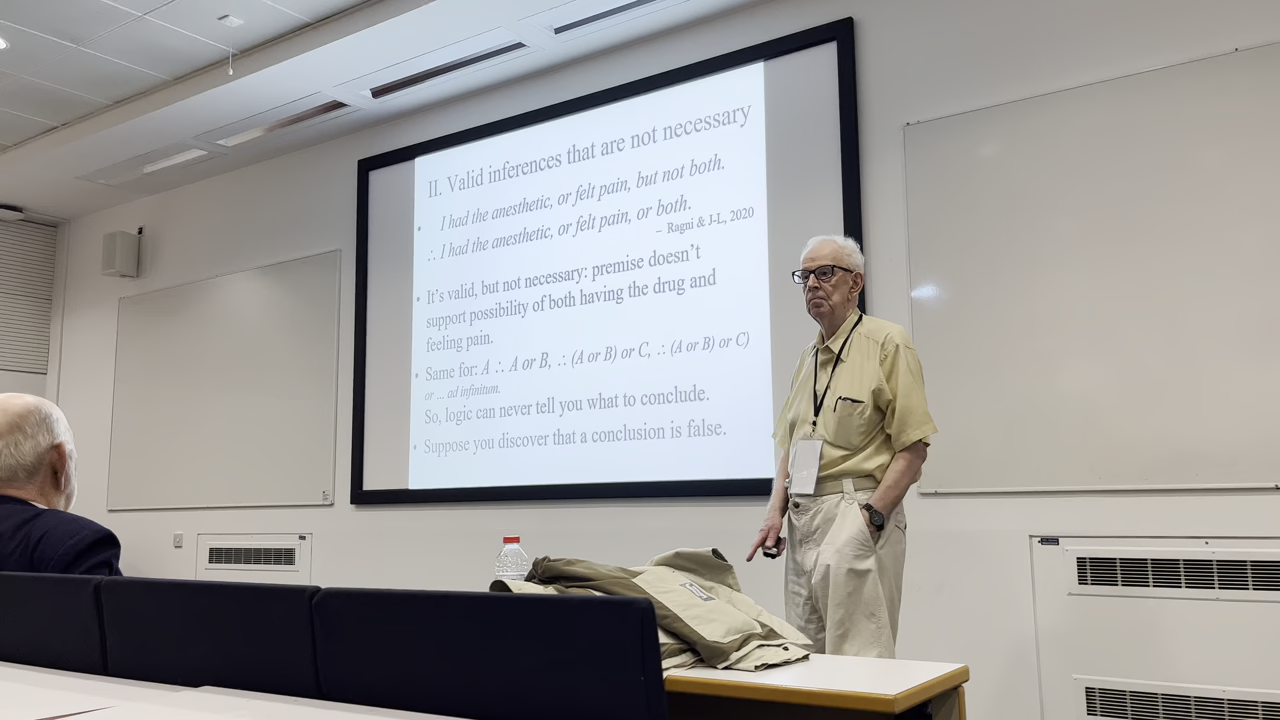 II. Valid inferences that are not necessary
• I had the anesthetic, or felt pain, but not both.
∴ I had the anesthetic, or felt pain, or both.
– Ragni & J-L, 2020
• It's valid, but not necessary: premise doesn't
support possibility of both having the drug and
feeling pain.
• Same for: A ∴ A or B, ∴ (A or B) or C, ∴ (A or B) or C)
or ... ad infinitum.
So, logic can never tell you what to conclude.
• Suppose you discover that a conclusion is false.